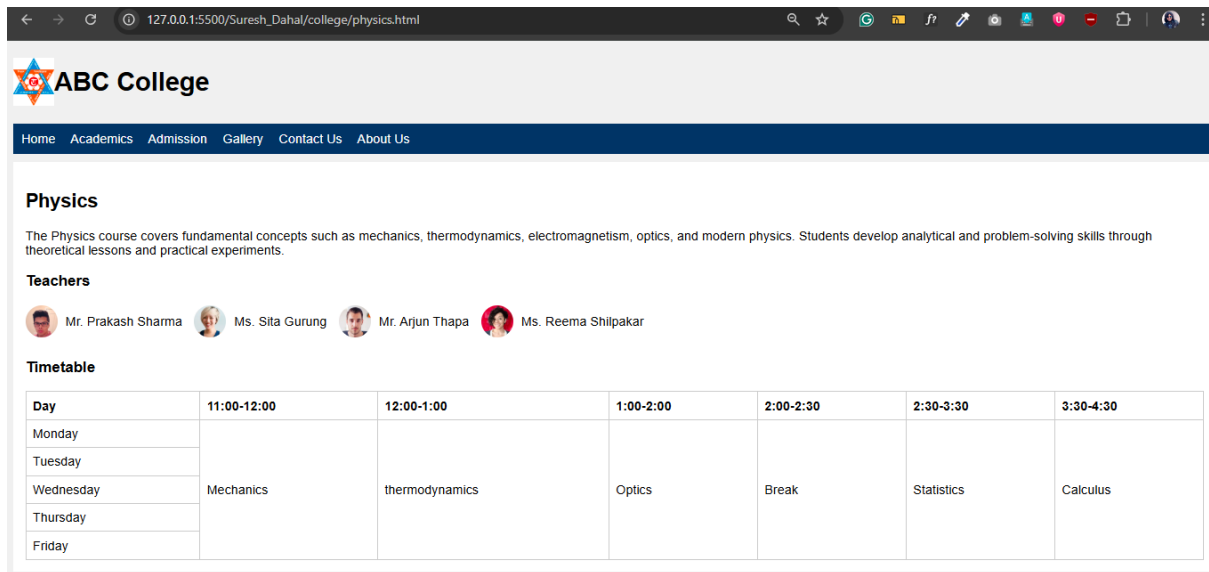 127.0.0.1:5500/Suresh_Dahal/college/physics.html
ABC College
Home Academics Admission Gallery Contact Us About Us
Physics
The Physics course covers fundamental concepts such as mechanics, thermodynamics, electromagnetism, optics, and modern physics. Students develop analytical and problem-solving skills through
theoretical lessons and practical experiments.
Teachers
Mr. Prakash Sharma Ms. Sita Gurung Mr. Arjun Thapa Ms. Reema Shilpakar
Timetable
Day 11:00-12:00 12:00-1:00 1:00-2:00 2:00-2:30 2:30-3:30 3:30-4:30
Monday
Tuesday
Wednesday Mechanics thermodynamics Optics Break Statistics Calculus
Thursday
Friday